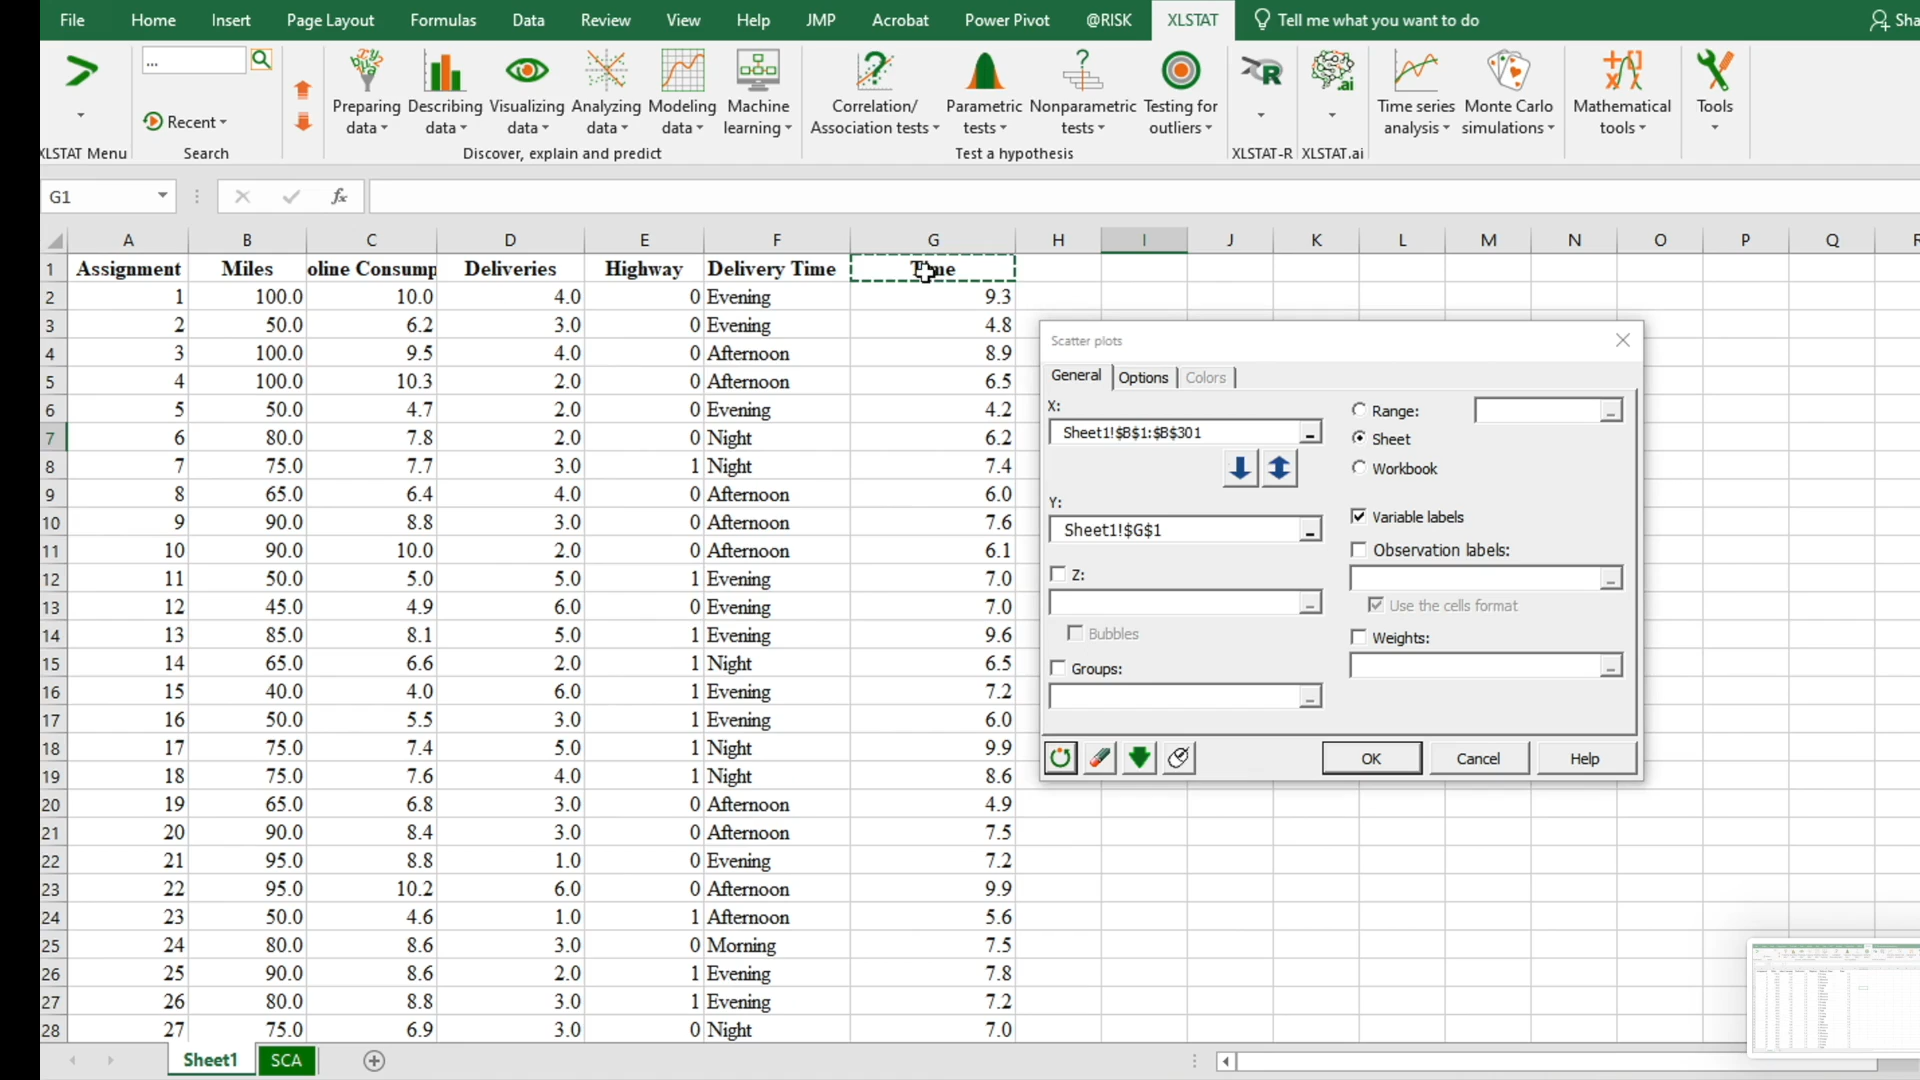 File Home Insert Page Layout Formulas Data Review View Help JMP Acrobat Power Pivot @RISK XLSTAT Tell me what you want to do Sha
...
Recent
Preparing data Describing data Visualizing data Analyzing data Modeling data Machine learning Correlation/ Association tests Parametric tests Nonparametric tests Testing for outliers Time series analysis Monte Carlo simulations Mathematical tools Tools
XLSTAT Menu Search Discover, explain and predict Test a hypothesis XLSTAT-R XLSTAT.ai
G1 fx
A B C D E F G H I J K L M N O P Q R
1 Assignment Miles oline Consump Deliveries Highway Delivery Time Time
2 1 100.0 10.0 4.0 0 Evening 9.3
3 2 50.0 6.2 3.0 0 Evening 4.8
4 3 100.0 9.5 4.0 0 Afternoon 8.9
5 4 100.0 10.3 2.0 0 Afternoon 6.5
6 5 50.0 4.7 2.0 0 Evening 4.2
7 6 80.0 7.8 2.0 0 Night 6.2
8 7 75.0 7.7 3.0 1 Night 7.4
9 8 65.0 6.4 4.0 0 Afternoon 6.0
10 9 90.0 8.8 3.0 0 Afternoon 7.6
11 10 90.0 10.0 2.0 0 Afternoon 6.1
12 11 50.0 5.0 5.0 1 Evening 7.0
13 12 45.0 4.9 6.0 0 Evening 7.0
14 13 85.0 8.1 5.0 1 Evening 9.6
15 14 65.0 6.6 2.0 1 Night 6.5
16 15 40.0 4.0 6.0 1 Evening 7.2
17 16 50.0 5.5 3.0 1 Evening 6.0
18 17 75.0 7.4 5.0 1 Night 9.9
19 18 75.0 7.6 4.0 1 Night 8.6
20 19 65.0 6.8 3.0 0 Afternoon 4.9
21 20 90.0 8.4 3.0 0 Afternoon 7.5
22 21 95.0 8.8 1.0 0 Evening 7.2
23 22 95.0 10.2 6.0 0 Afternoon 9.9
24 23 50.0 4.6 1.0 1 Afternoon 5.6
25 24 80.0 8.6 3.0 0 Morning 7.5
26 25 90.0 8.6 2.0 1 Evening 7.8
27 26 80.0 8.8 3.0 1 Evening 7.2
28 27 75.0 6.9 3.0 0 Night 7.0
Scatter plots
General Options Colors
X:
Sheet1!$B$1:$B$301
Y:
Sheet1!$G$1
Z:
Bubbles
Groups:
Range:
Sheet
Workbook
Variable labels
Observation labels:
Use the cells format
Weights:
OK Cancel Help
Sheet1 SCA